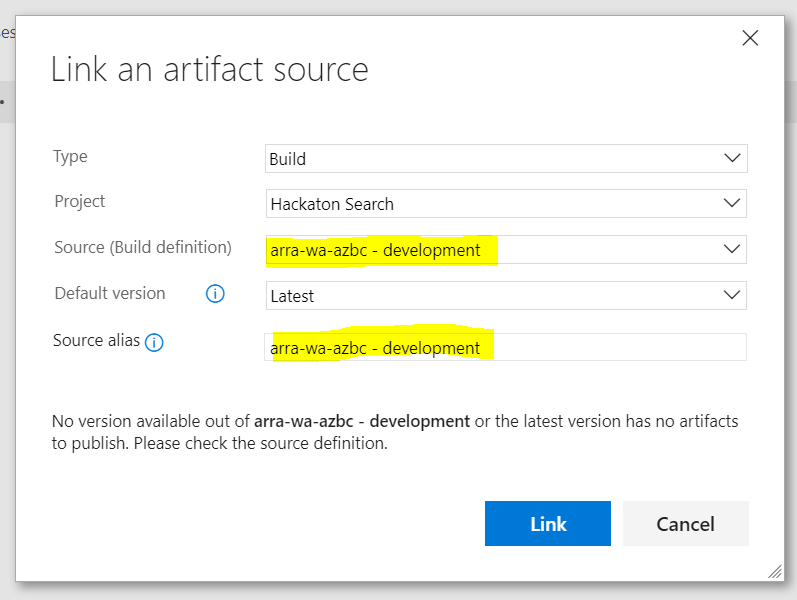 es
Link an artifact source
Type
Build
Project
Hackaton Search
Source (Build definition)
arra-wa-azbc - development
Default version
Latest
Source alias
arra-wa-azbc - development
No version available out of arra-wa-azbc - development or the latest version has no artifacts
to publish. Please check the source definition.
Link
Cancel